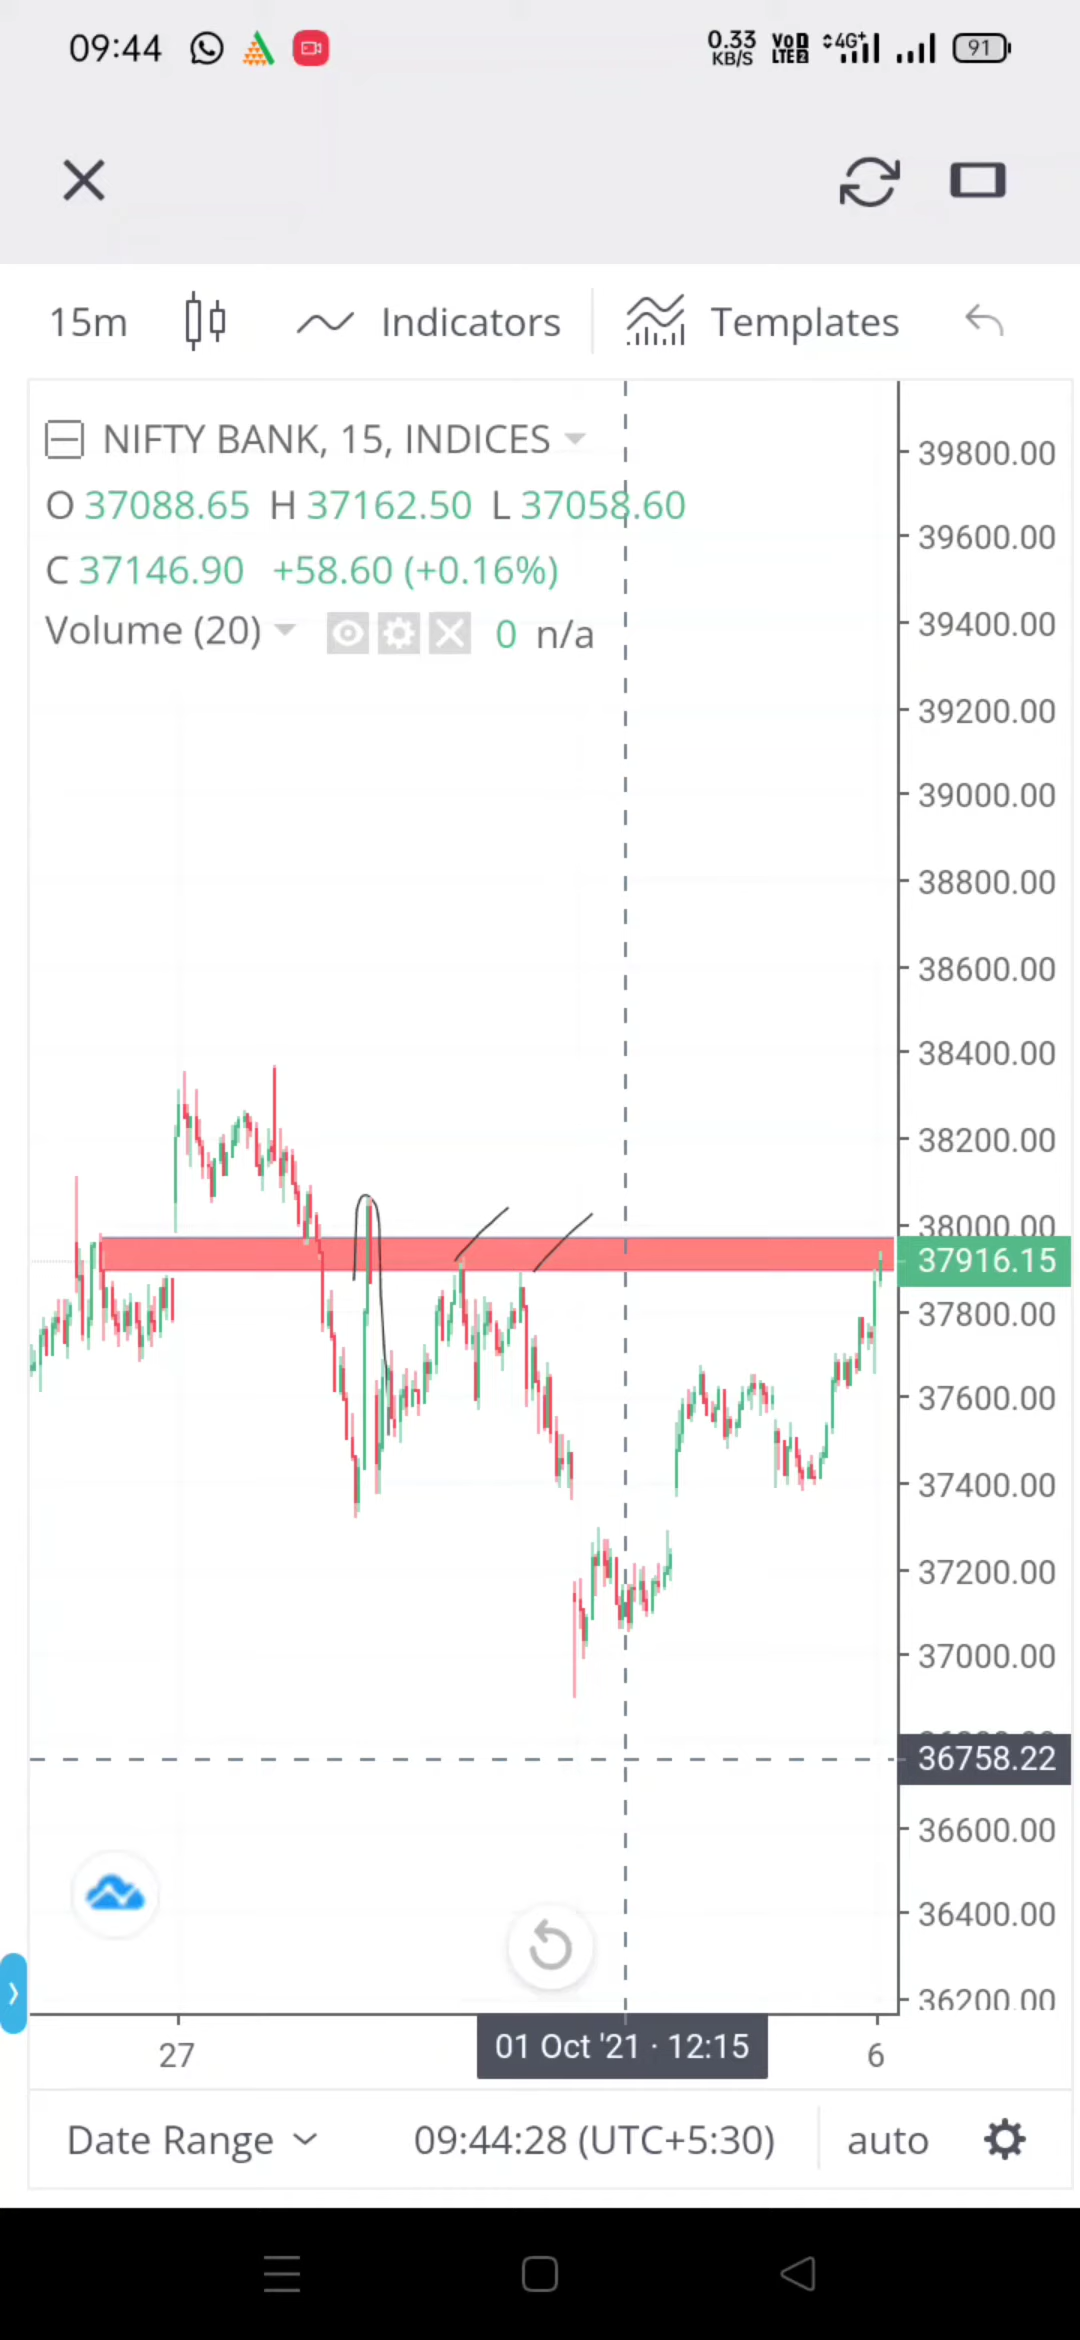 09:44
0.33 KB/S VoD LTE2 4G+ 91
15m Indicators Templates
NIFTY BANK, 15, INDICES
O 37088.65 H 37162.50 L 37058.60
C 37146.90 +58.60 (+0.16%)
Volume (20) 0 n/a
39800.00
39600.00
39400.00
39200.00
39000.00
38800.00
38600.00
38400.00
38200.00
38000.00
37916.15
37800.00
37600.00
37400.00
37200.00
37000.00
36758.22
36600.00
36400.00
36200.00
27 01 Oct '21 · 12:15 6
Date Range 09:44:28 (UTC+5:30) auto